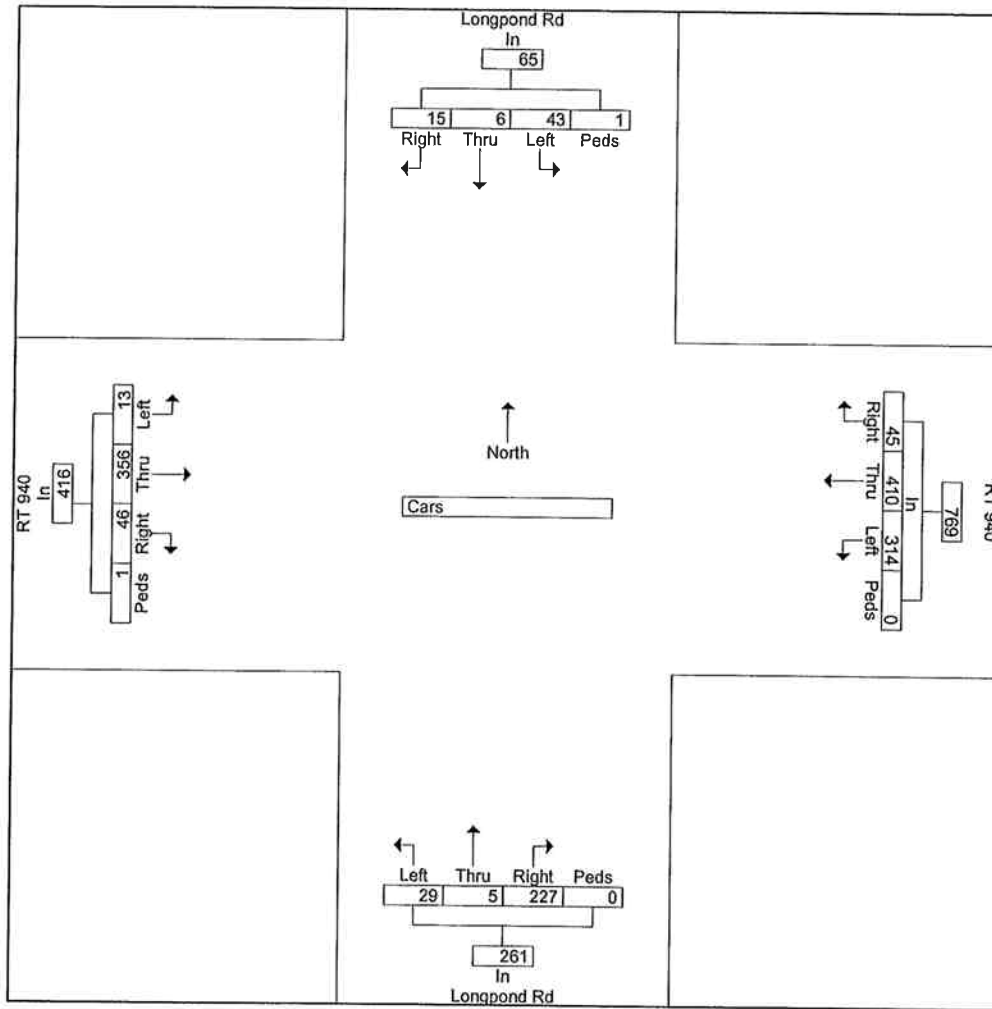 Longpond Rd
In
65
15 6 43 1
Right Thru Left Peds
RT 940
In
416
13 356 46 1
Left Thru Right Peds
North
Cars
Right Thru Left Peds
45 410 314 0
In
769
RT 940
Left Thru Right Peds
29 5 227 0
261
In
Longpond Rd